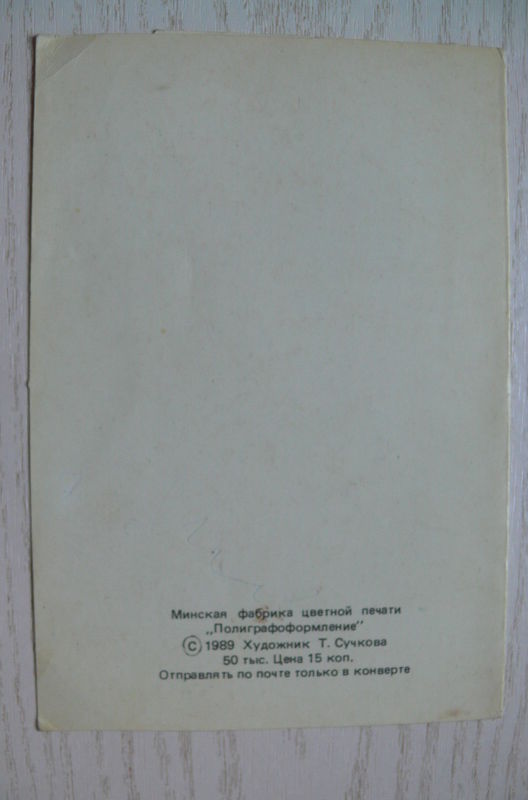 Минская фабрика цветной печати
„Полиграфоформление"
© 1989 Художник Т. Сучкова
50 тыс. Цена 15 коп.
Отправлять по почте только в конверте